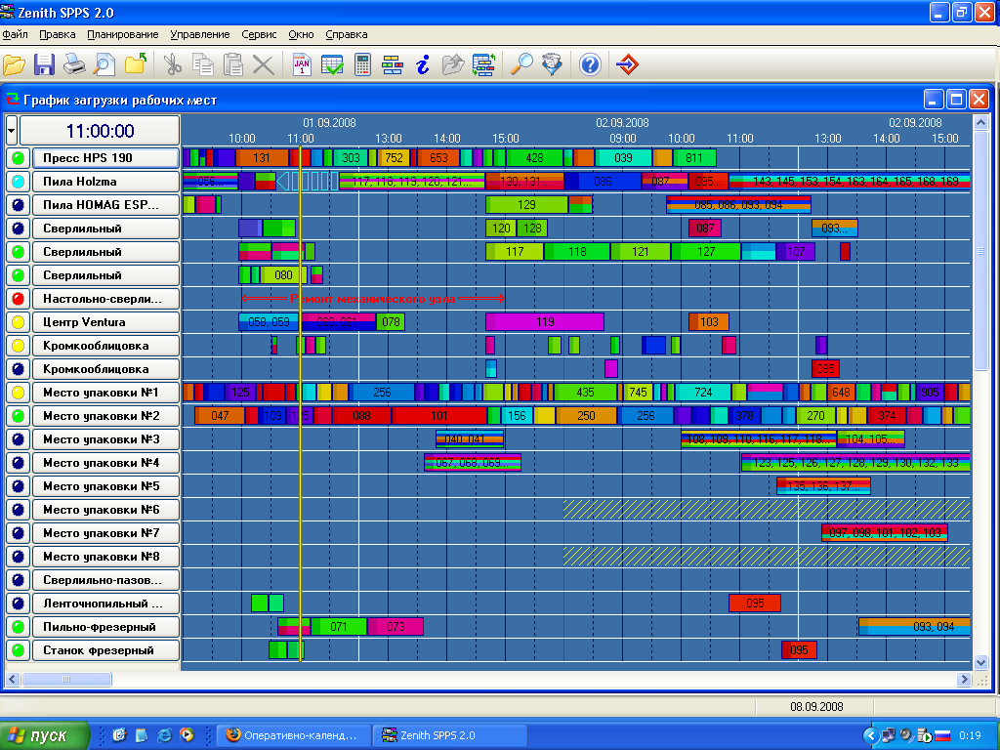 Zenith SPPS 2.0
Файл Правка Планирование Управление Сервис Окно Справка
JAN 1
График загрузки рабочих мест
11:00:00
01.09.2008 02.09.2008 02.09.2008
10:00 11:00 13:00 14:00 15:00 10:00 11:00 13:00 14:00 15:00
Пресс HPS 190 131 303 752 653 428 039 811
Пила Holzma 056 117, 118, 119, 120, 121... 130, 131... 086 087 095... 143, 145, 153, 154, 163, 164, 165, 168, 169
Пила HOMAG ESP... 129 085, 086, 093, 094
Сверлильный 120 128 087 093...
Сверлильный 117 118 121 127 107
Сверлильный 080
Настольно-сверли... Ремонт механического узла
Центр Ventura 058, 059 060, 061 078 119 103
Кромкооблицовка
Кромкооблицовка 085
Место упаковки №1 125 256 435 745 724 648 905
Место упаковки №2 047 109 125 088 101 156 250 256 378 270 374
Место упаковки №3 040, 041 108, 109, 110, 116, 117, 118... 104, 105...
Место упаковки №4 067, 068, 069... 123, 125, 126, 127, 128, 129, 130, 132, 133
Место упаковки №5 135, 136, 137...
Место упаковки №6
Место упаковки №7 097, 098, 101, 102, 103
Место упаковки №8
Сверлильно-пазов...
Ленточнопильный ... 095
Пильно-фрезерный 071 073 093, 094
Станок фрезерный 095
08.09.2008
пуск Оперативно-календ... Zenith SPPS 2.0 0:19